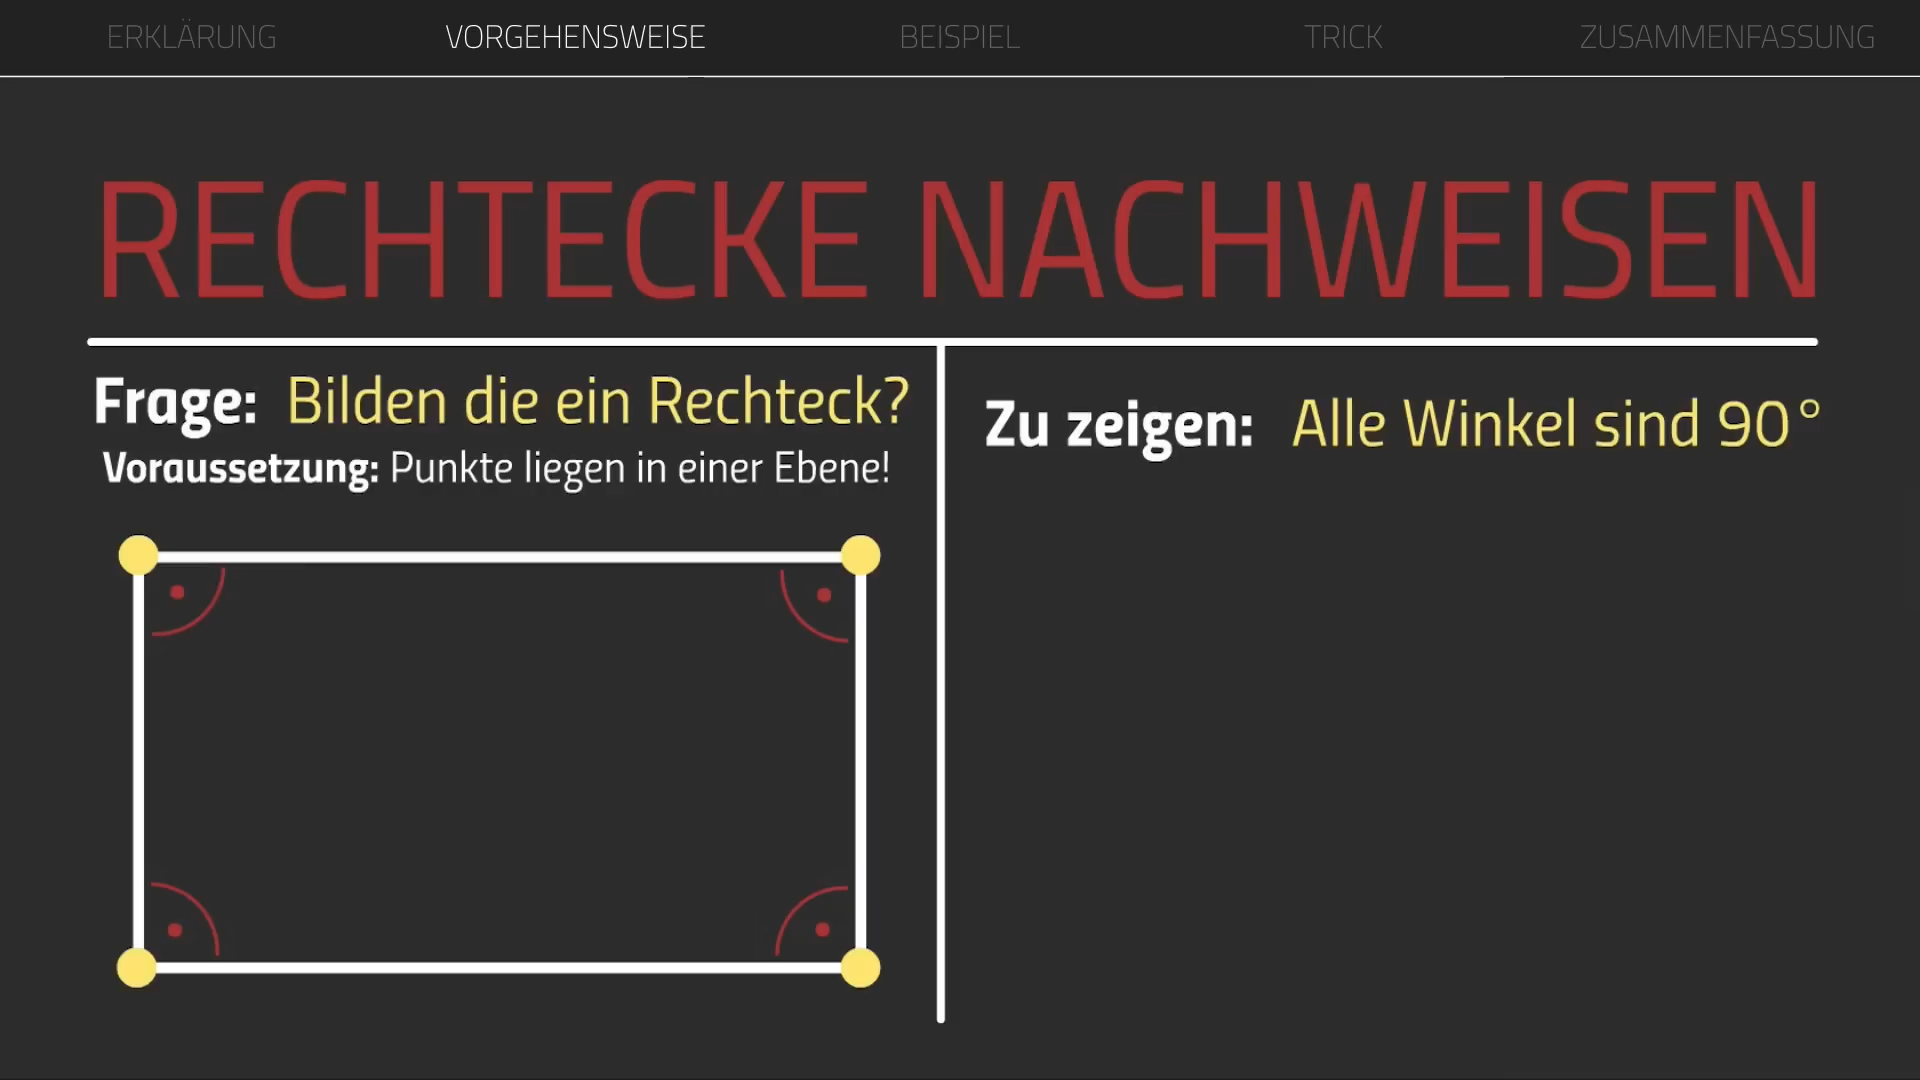 ERKLÄRUNG VORGEHENSWEISE BEISPIEL TRICK ZUSAMMENFASSUNG
RECHTECKE NACHWEISEN
Frage: Bilden die ein Rechteck?
Voraussetzung: Punkte liegen in einer Ebene!
Zu zeigen: Alle Winkel sind 90°